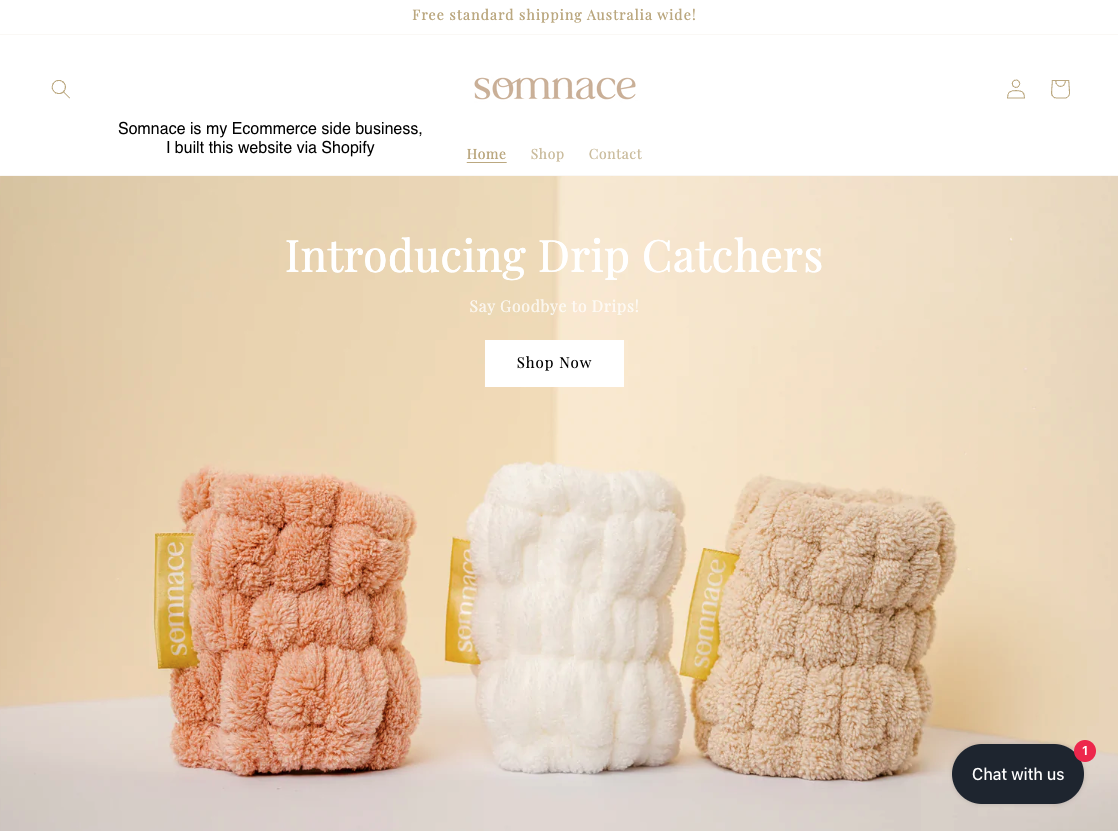 Free standard shipping Australia wide!
somnace
Somnace is my Ecommerce side business,
I built this website via Shopify
Home Shop Contact
Introducing Drip Catchers
Say Goodbye to Drips!
Shop Now
somnace
somnace
somnace
1
Chat with us